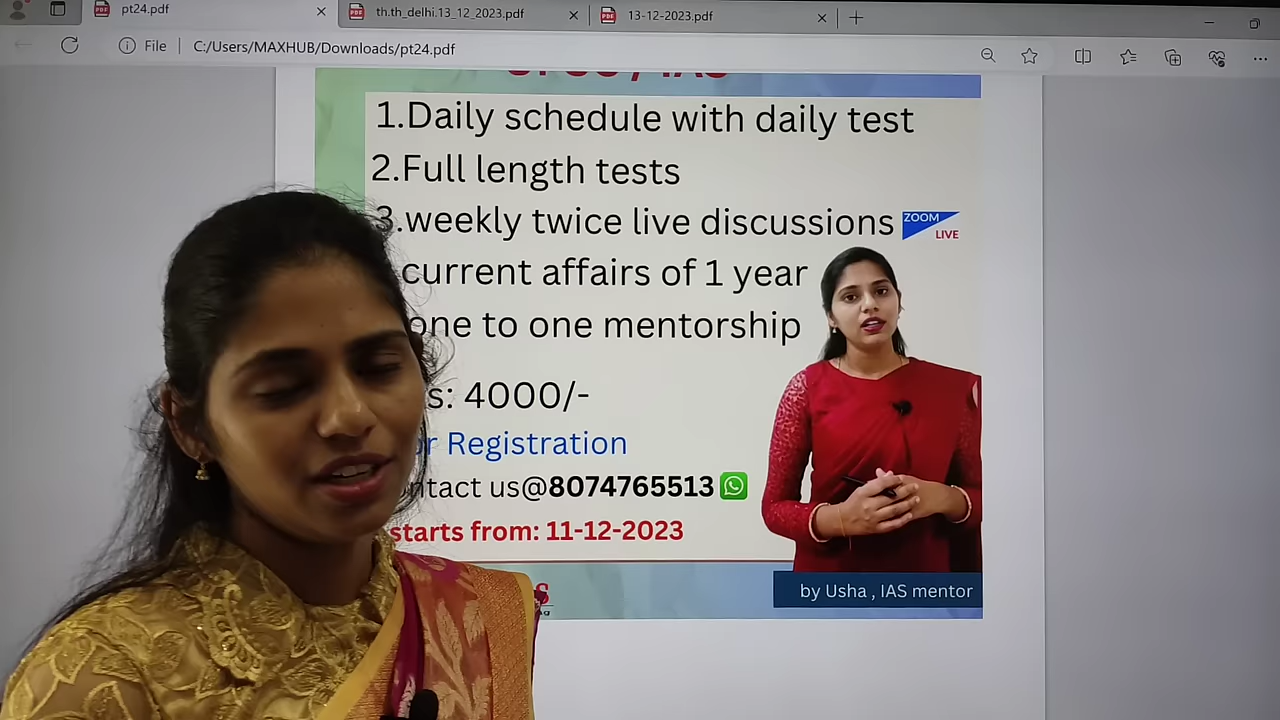 pt24.pdf
th.th_delhi.13_12_2023.pdf
13-12-2023.pdf
File
C:/Users/MAXHUB/Downloads/pt24.pdf
1.Daily schedule with daily test
2.Full length tests
3.weekly twice live discussions
ZOOM
LIVE
current affairs of 1 year
one to one mentorship
4000/-
Registration
us@8074765513
starts from: 11-12-2023
by Usha , IAS mentor